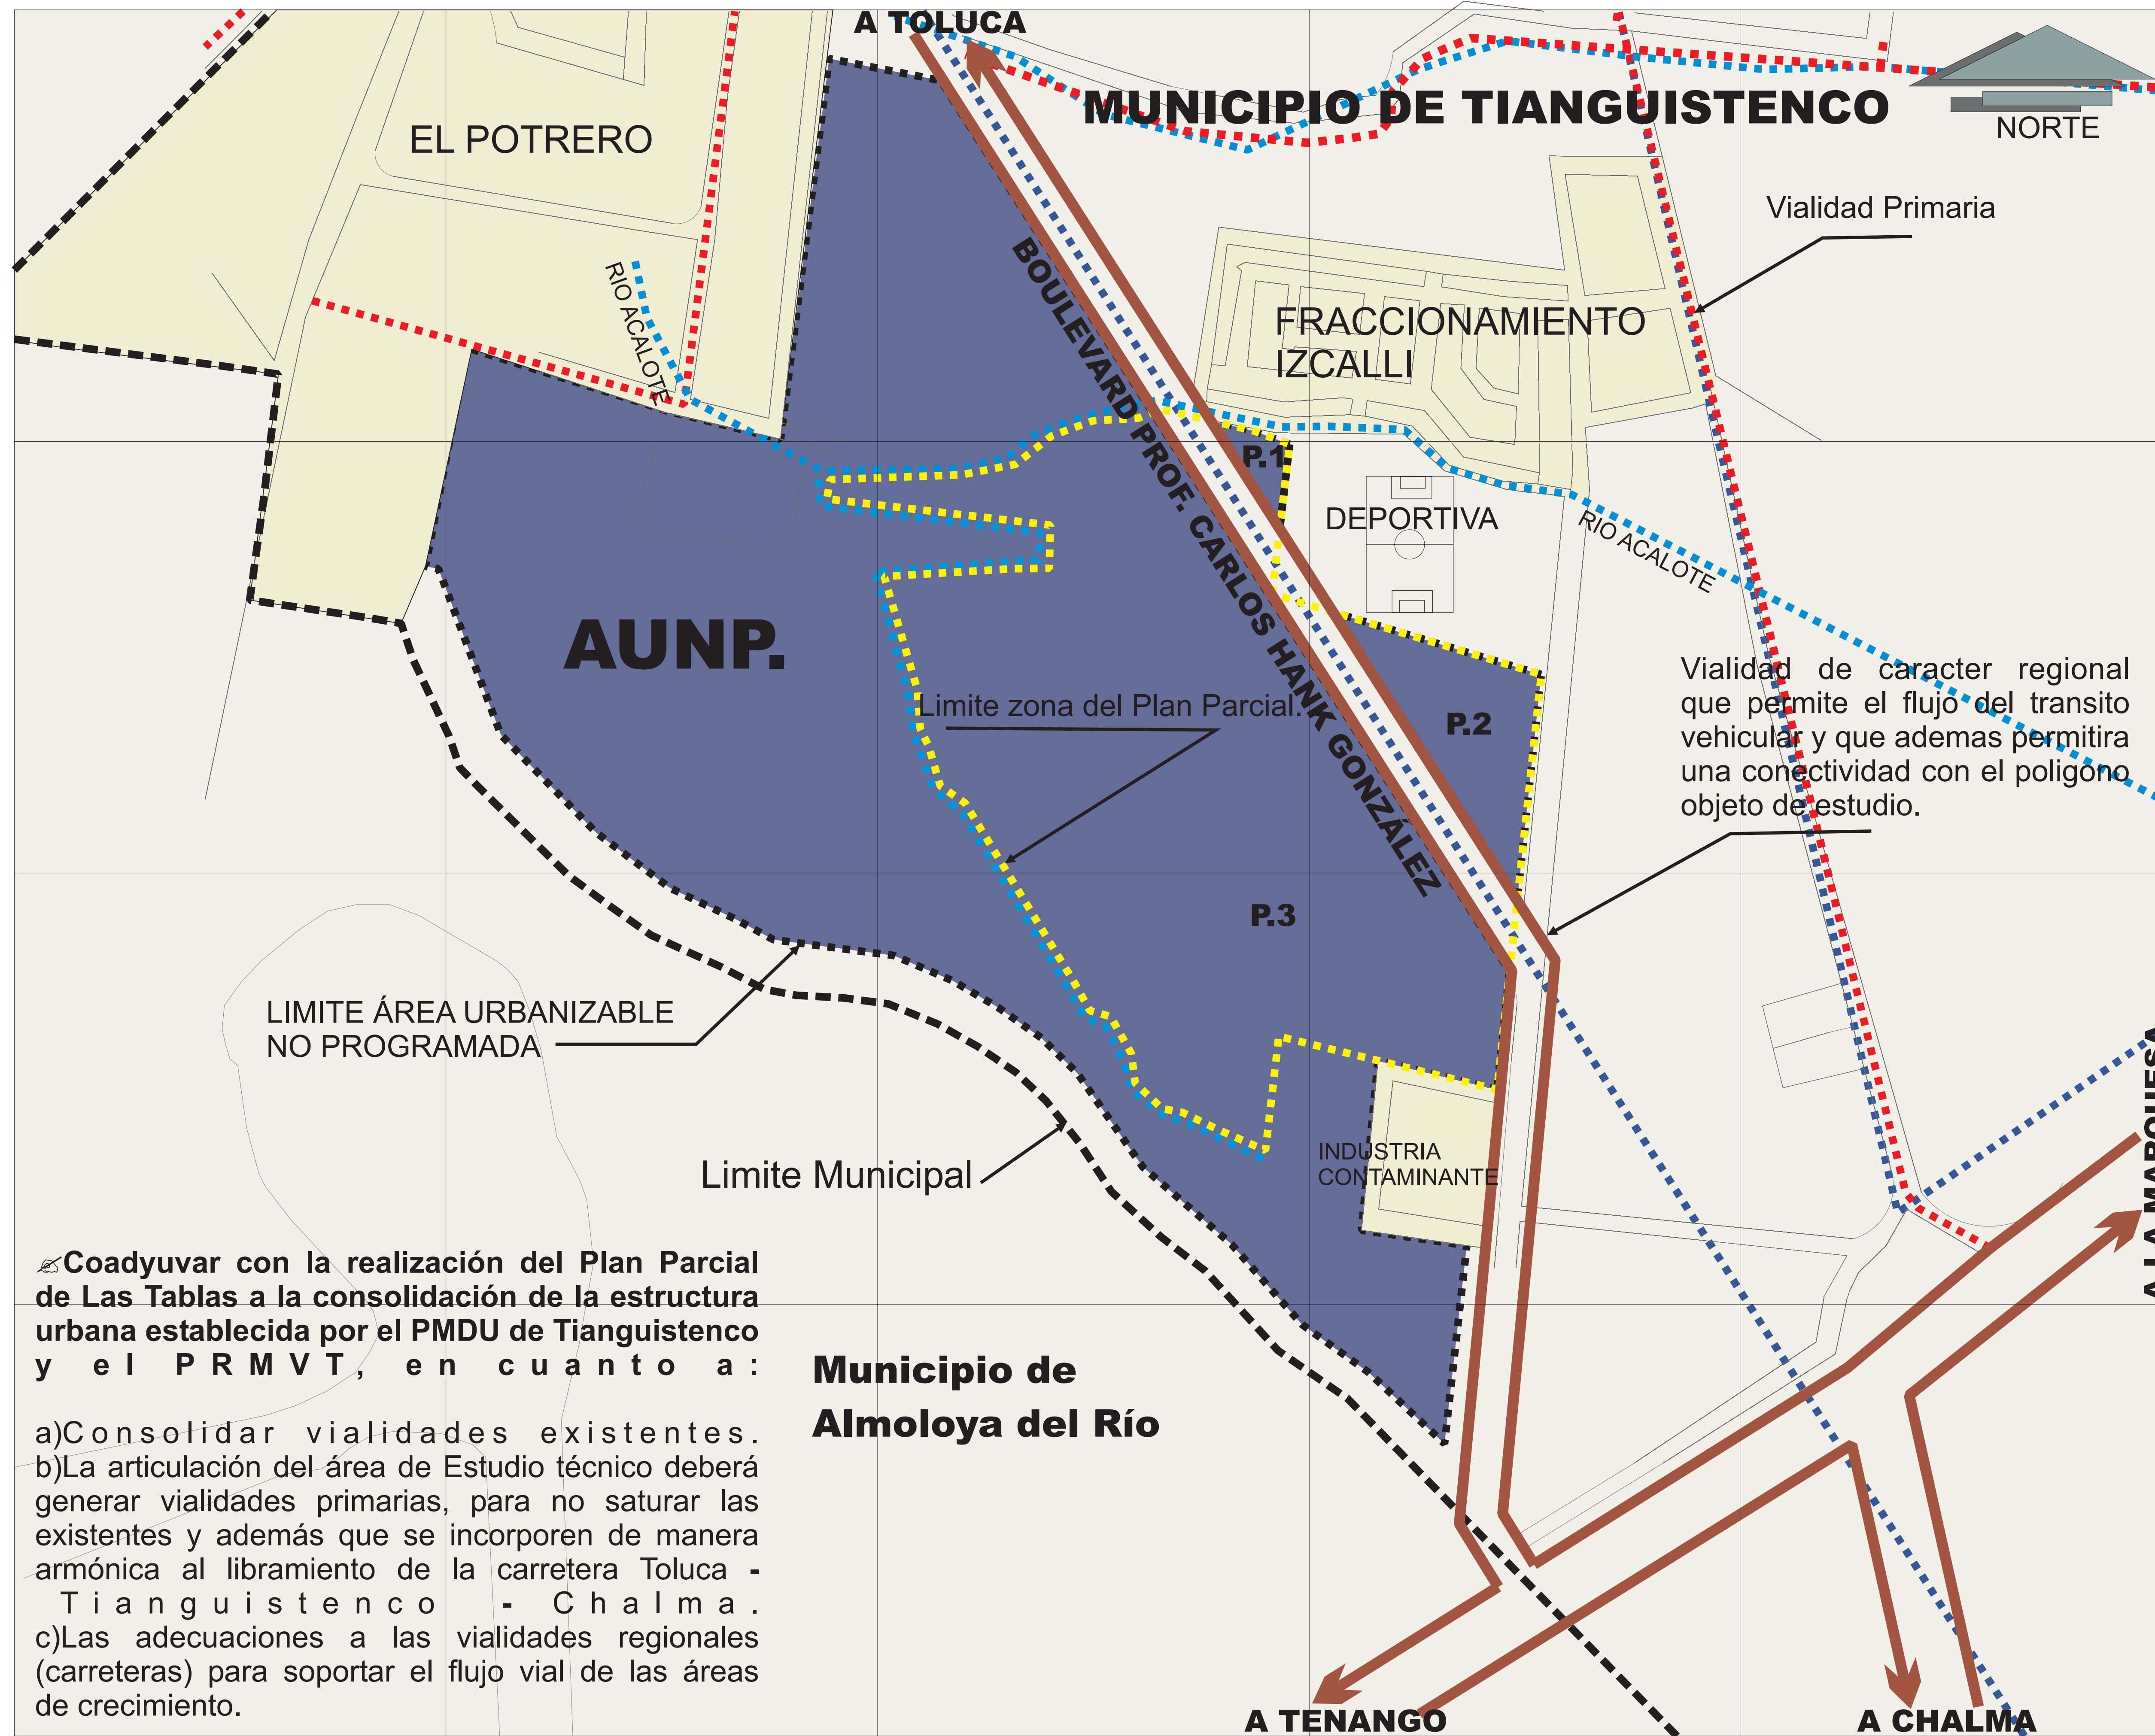 A TOLUCA
MUNICIPIO DE TIANGUISTENCO
NORTE
EL POTRERO
Vialidad Primaria
RIO ACALOTE
BOULEVARD PROF. CARLOS HANK GONZÁLEZ
FRACCIONAMIENTO
IZCALLI
P.1
DEPORTIVA
RIO ACALOTE
AUNP.
Limite zona del Plan Parcial.
P.2
Vialidad de caracter regional
que permite el flujo del transito
vehicular y que ademas permitira
una conectividad con el poligono
objeto de estudio.
P.3
LIMITE ÁREA URBANIZABLE
NO PROGRAMADA
A LA MARQUESA
INDUSTRIA
CONTAMINANTE
Limite Municipal
Coadyuvar con la realización del Plan Parcial
de Las Tablas a la consolidación de la estructura
urbana establecida por el PMDU de Tianguistenco
y el PRMVT, en cuanto a:
a)Consolidar vialidades existentes.
b)La articulación del área de Estudio técnico deberá
generar vialidades primarias, para no saturar las
existentes y además que se incorporen de manera
armónica al libramiento de la carretera Toluca -
Tianguistenco - Chalma.
c)Las adecuaciones a las vialidades regionales
(carreteras) para soportar el flujo vial de las áreas
de crecimiento.
Municipio de
Almoloya del Río
A TENANGO
A CHALMA